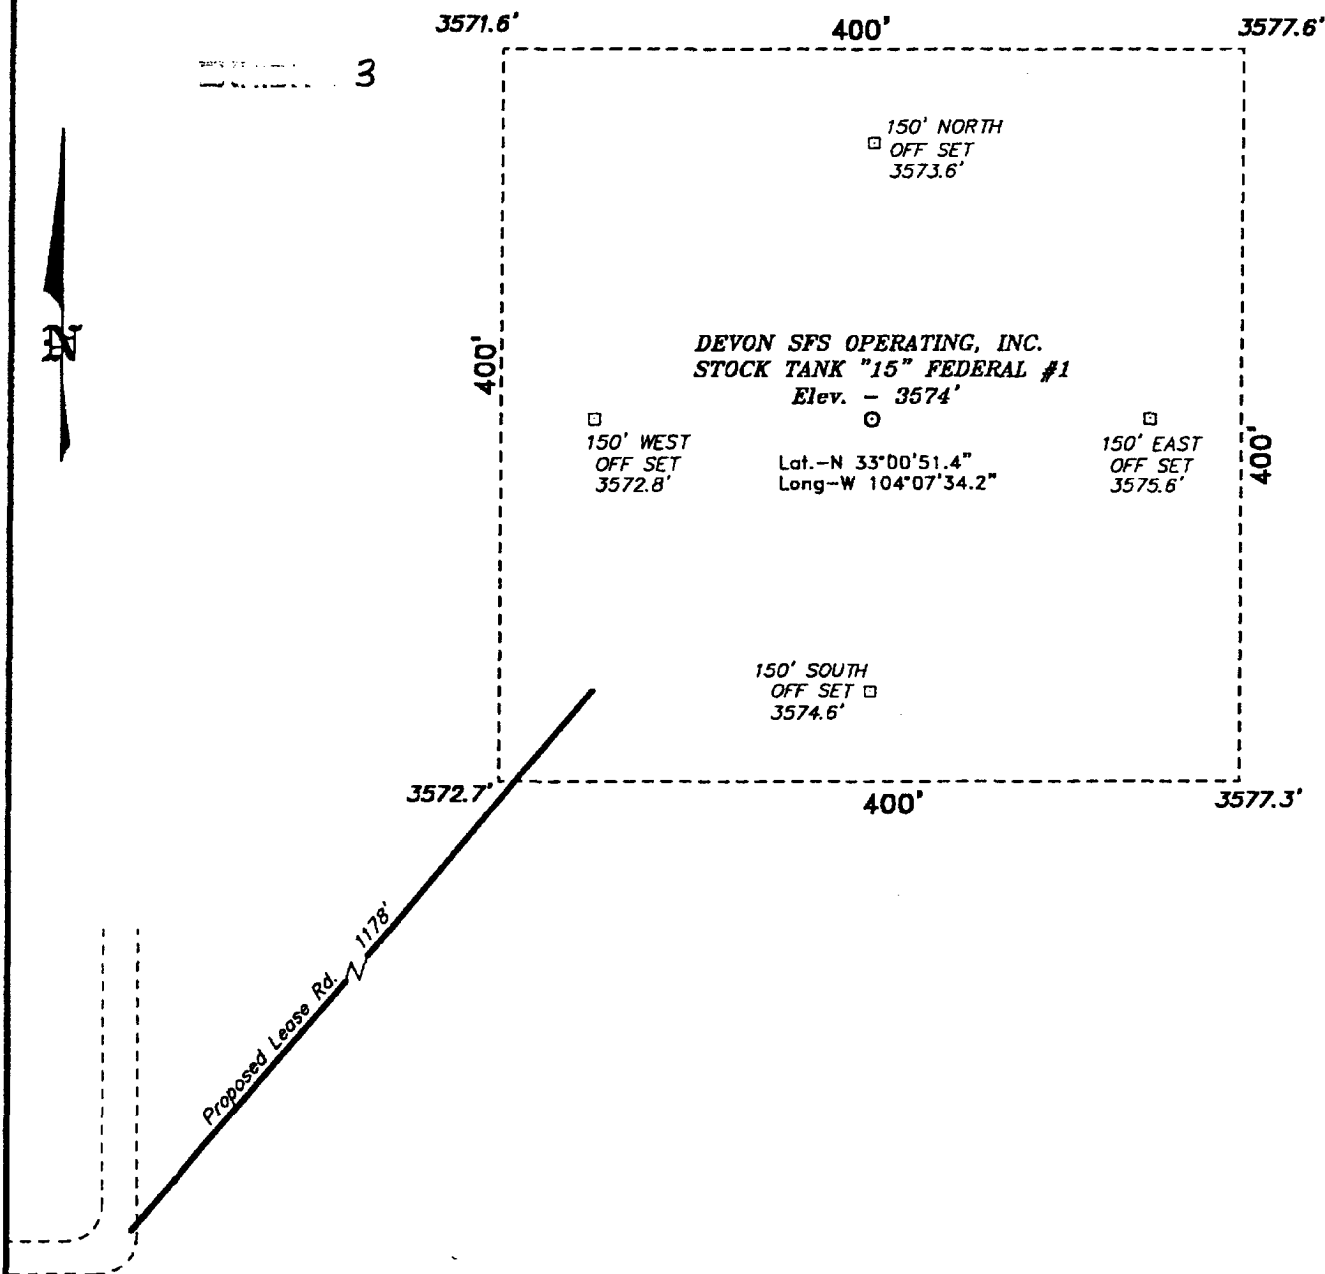 3571.6'
400'
3577.6'
3
150' NORTH
OFF SET
3573.6'
N
400'
DEVON SFS OPERATING, INC.
STOCK TANK "15" FEDERAL #1
Elev. - 3574'
150' WEST
OFF SET
3572.8'
Lat.-N 33°00'51.4"
Long-W 104°07'34.2"
150' EAST
OFF SET
3575.6'
400'
150' SOUTH
OFF SET
3574.6'
3572.7'
400'
3577.3'
Proposed Lease Rd. 1178'